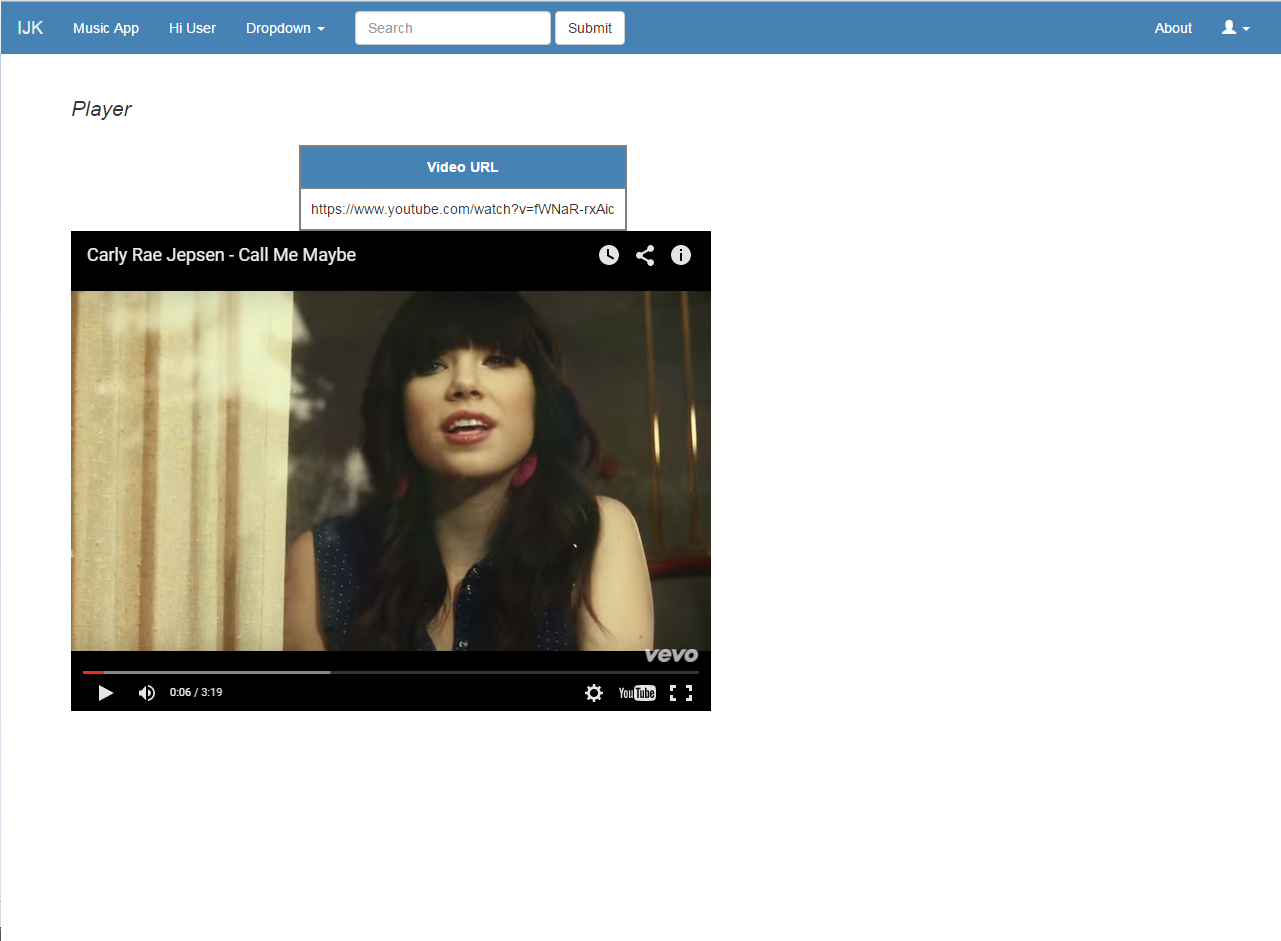 IJK Music App Hi User Dropdown Search Submit About
Player
Video URL
https://www.youtube.com/watch?v=fWNaR-rxAic
Carly Rae Jepsen - Call Me Maybe
vevo
0:06 / 3:19 YouTube